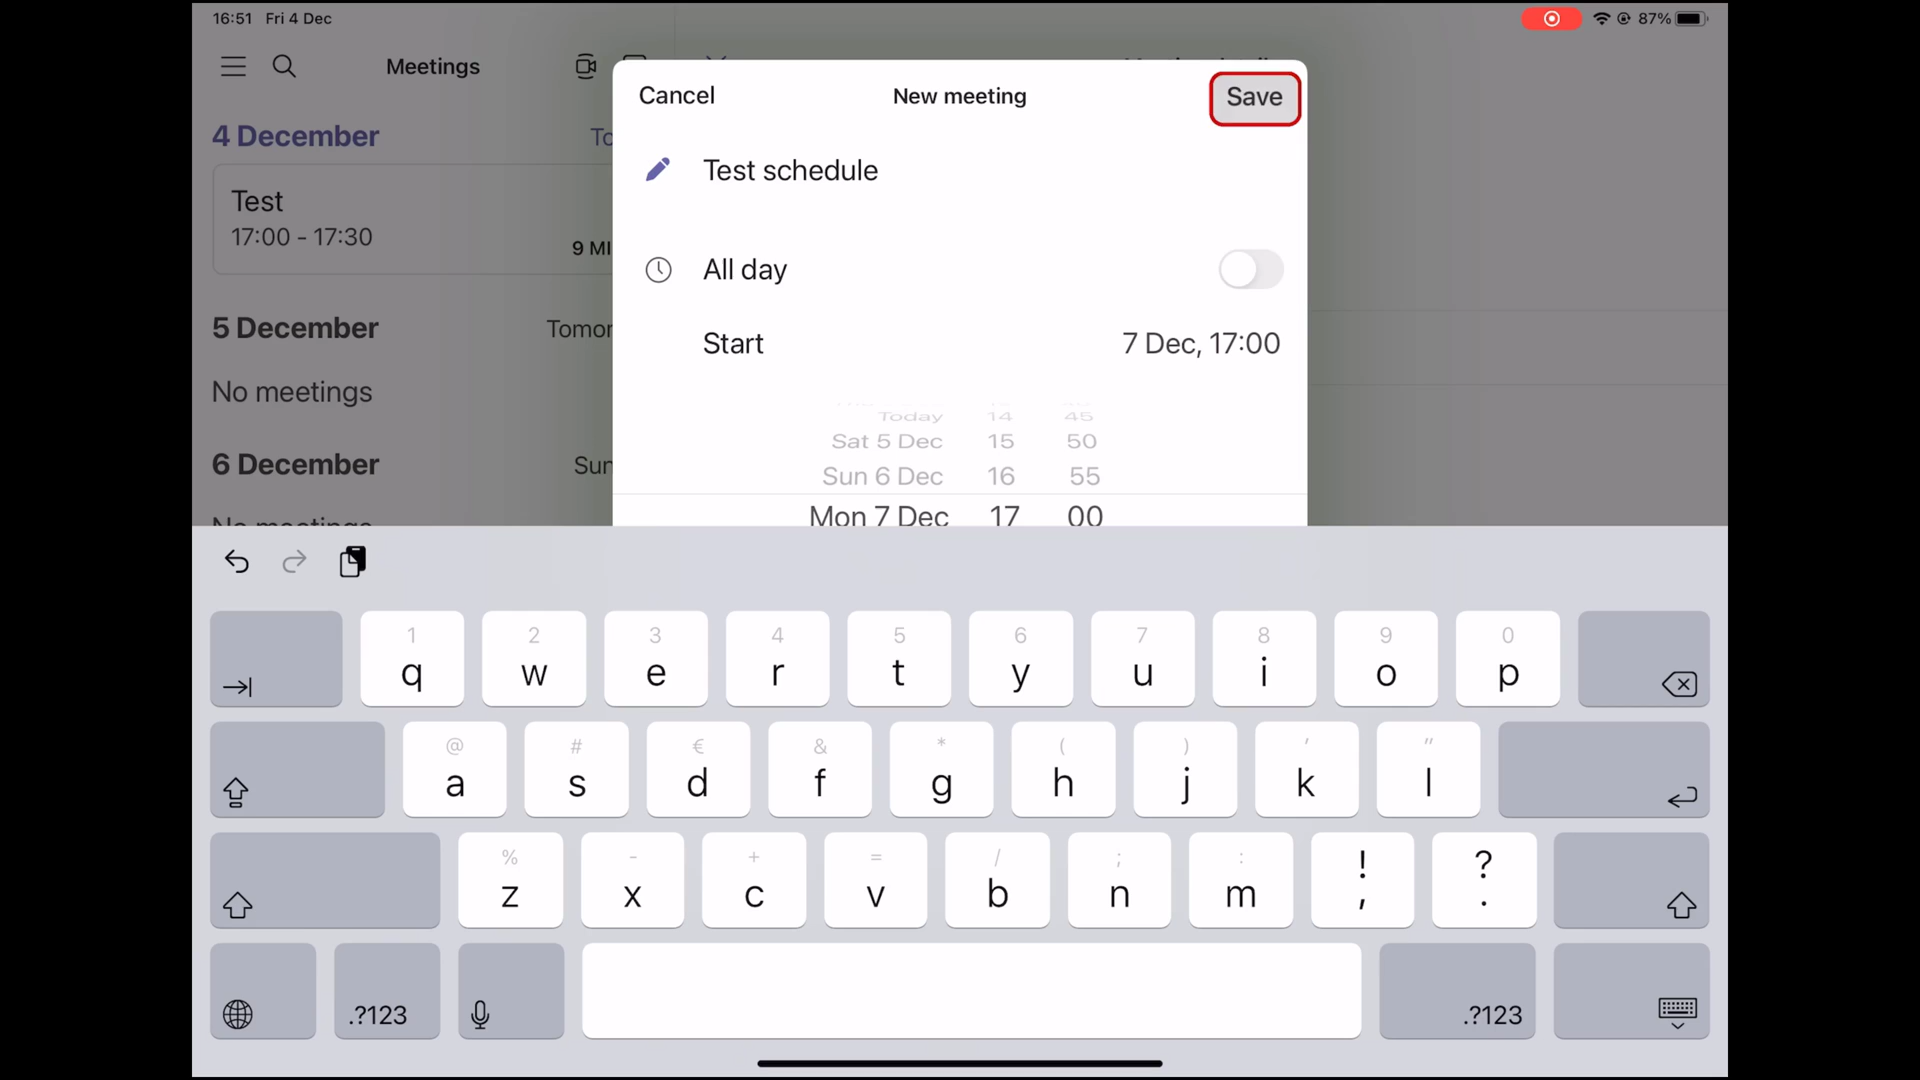 16:51 Fri 4 Dec
87%
Meetings
4 December
Test
17:00 - 17:30
5 December
No meetings
6 December
Cancel
New meeting
Save
Test schedule
All day
Start
7 Dec, 17:00
Today 14 45
Sat 5 Dec 15 50
Sun 6 Dec 16 55
Mon 7 Dec 17 00
1 2 3 4 5 6 7 8 9 0
q w e r t y u i o p
@ # € & * ( ) ' "
a s d f g h j k l
% - + = / ; : ! ?
z x c v b n m , .
.?123 .?123